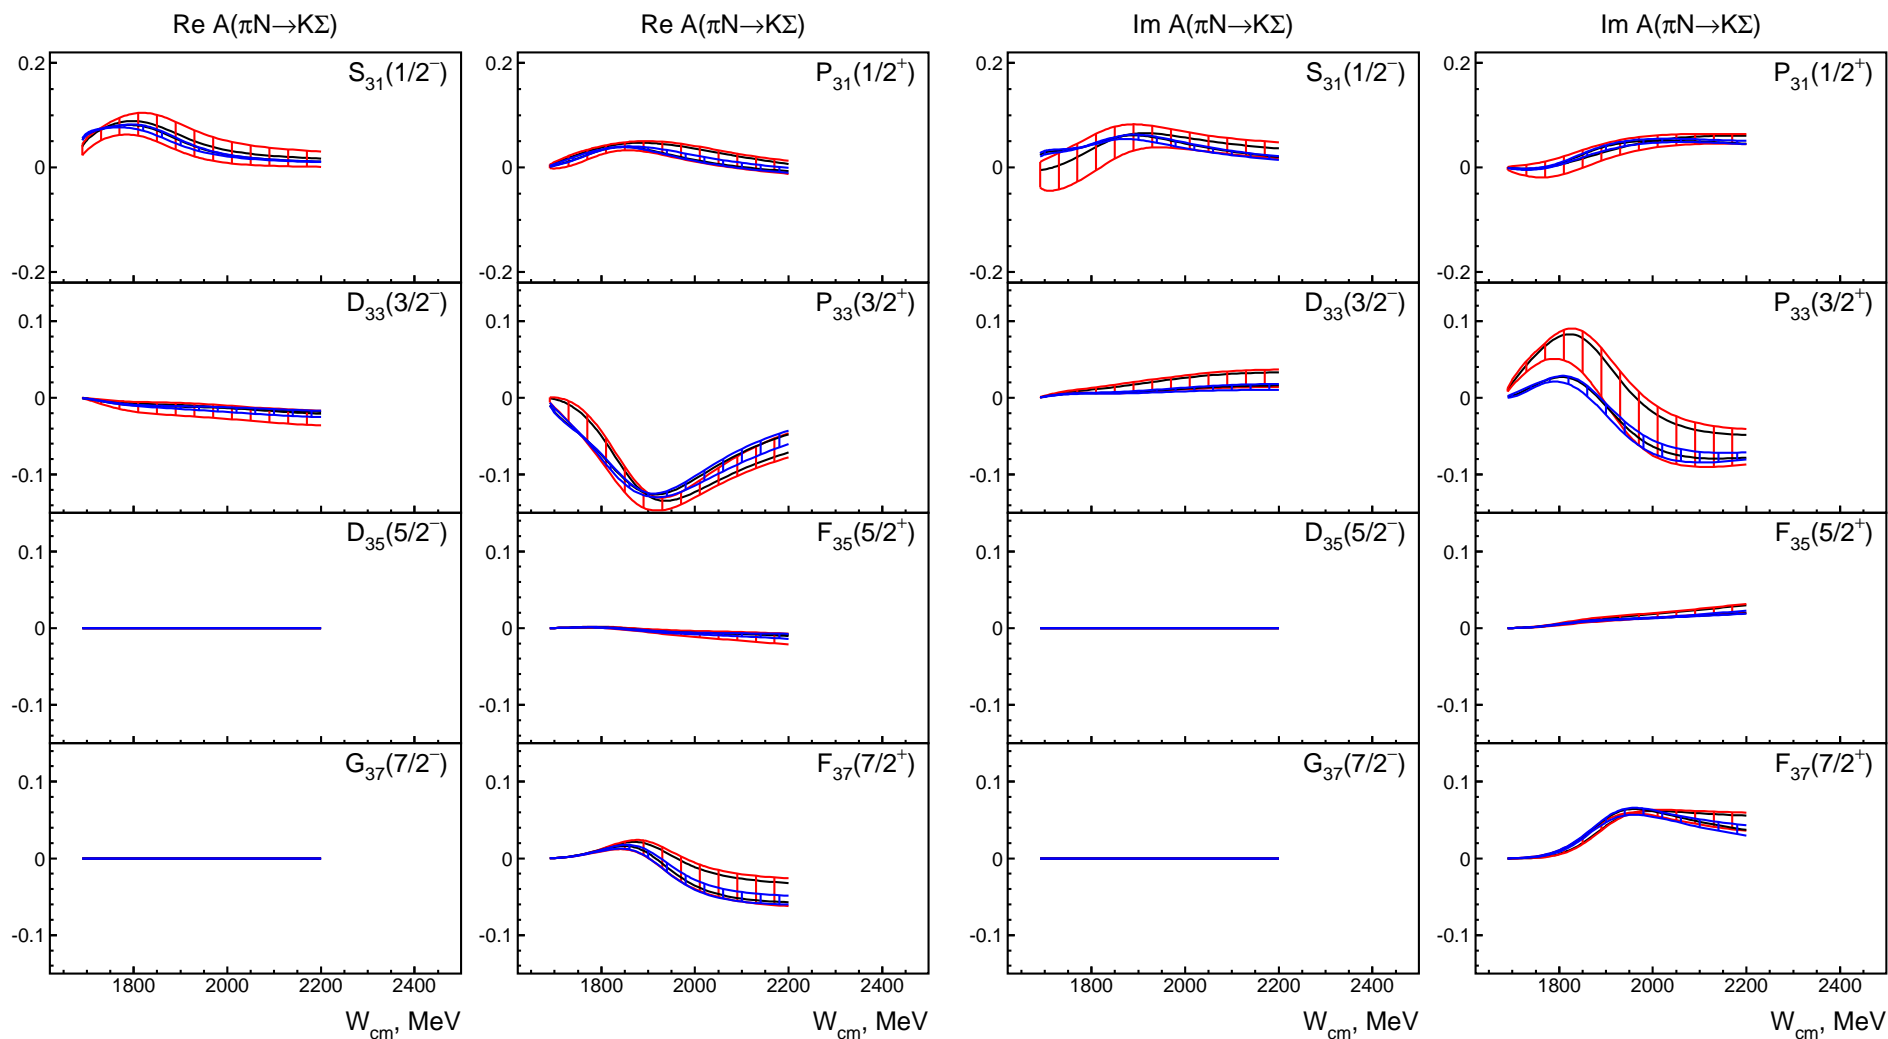 Re A(πN→KΣ) Re A(πN→KΣ) Im A(πN→KΣ) Im A(πN→KΣ)
0.2 S₃₁(1/2⁻) P₃₁(1/2⁺) 0.2 S₃₁(1/2⁻) 0.2 P₃₁(1/2⁺)
0 0 0 0
-0.2 -0.2 -0.2
0.1 D₃₃(3/2⁻) 0.1 P₃₃(3/2⁺) 0.1 D₃₃(3/2⁻) 0.1 P₃₃(3/2⁺)
0 0 0 0
-0.1 -0.1 -0.1 -0.1
0.1 D₃₅(5/2⁻) 0.1 F₃₅(5/2⁺) 0.1 D₃₅(5/2⁻) 0.1 F₃₅(5/2⁺)
0 0 0 0
-0.1 -0.1 -0.1 -0.1
0.1 G₃₇(7/2⁻) 0.1 F₃₇(7/2⁺) 0.1 G₃₇(7/2⁻) 0.1 F₃₇(7/2⁺)
0 0 0 0
-0.1 -0.1 -0.1 -0.1
1800 2000 2200 2400 1800 2000 2200 2400 1800 2000 2200 2400 1800 2000 2200 2400
W_cm, MeV W_cm, MeV W_cm, MeV W_cm, MeV